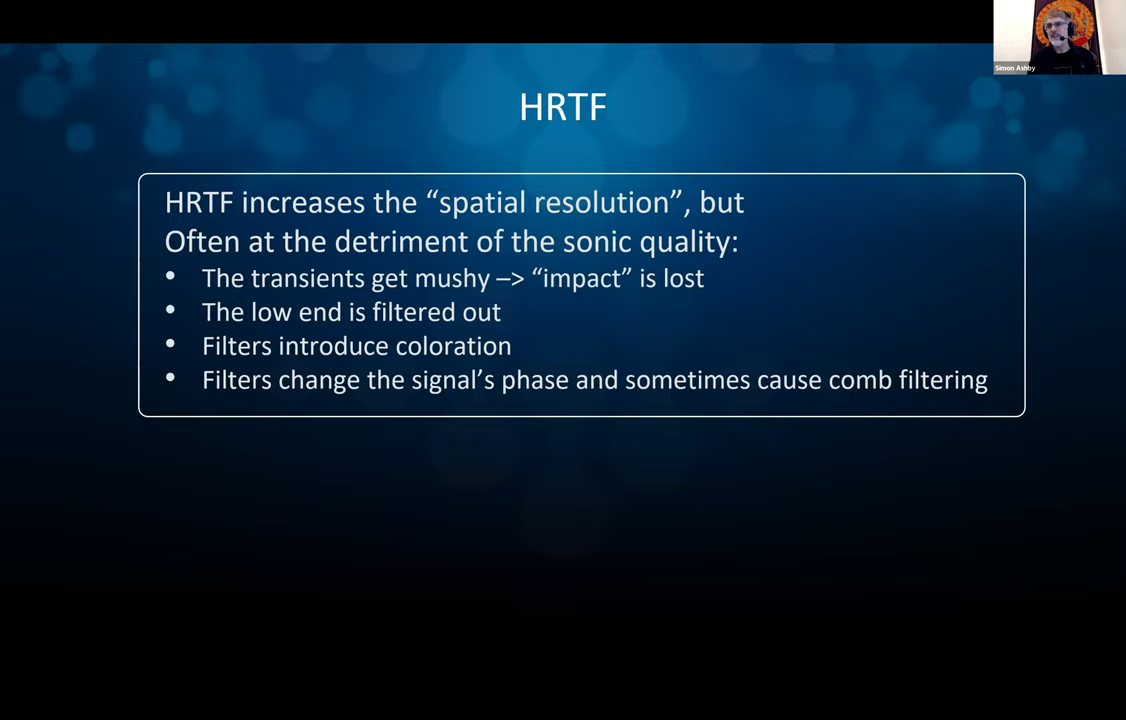 Simon Ashby
HRTF
HRTF increases the “spatial resolution”, but
Often at the detriment of the sonic quality:
• The transients get mushy –> “impact” is lost
• The low end is filtered out
• Filters introduce coloration
• Filters change the signal’s phase and sometimes cause comb filtering